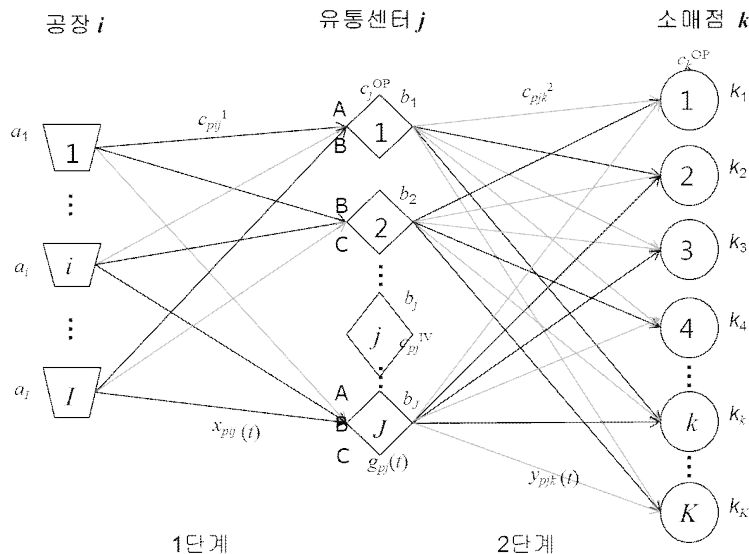 공장 i 유통센터 j 소매점 k
c_j^OP c_k^OP
a_1 1 c_pij^1 A B 1 b_1 c_pjk^2 1 k_1
2 k_2
B C 2 b_2
a_i i 3 k_3
b_j
j c_pj^IV 4 k_4
a_I I A B C J b_J
k k_k
x_pij(t) g_pj(t) y_pjk(t)
K k_K
1단계 2단계